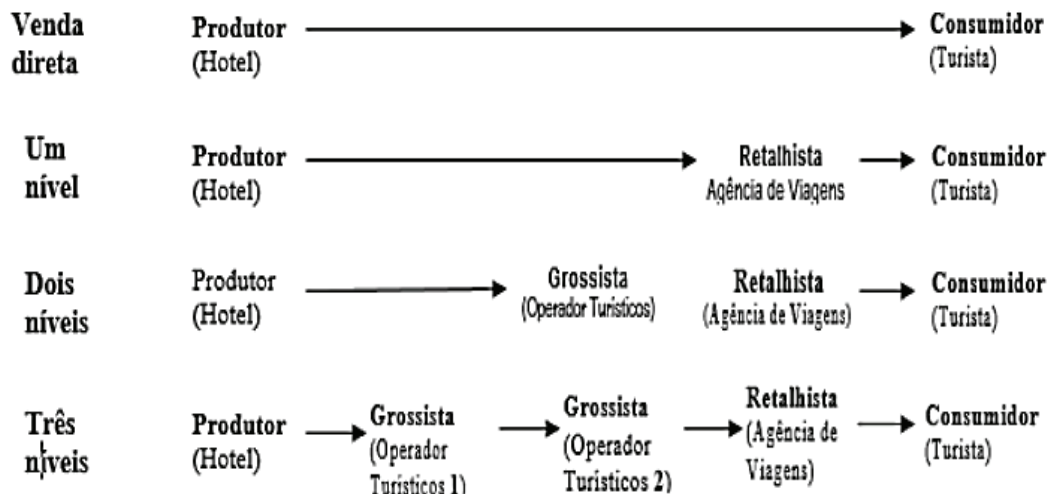 Venda direta
Produtor (Hotel)
Consumidor (Turista)
Um nível
Produtor (Hotel)
Retalhista Agência de Viagens
Consumidor (Turista)
Dois níveis
Produtor (Hotel)
Grossista (Operador Turísticos)
Retalhista (Agência de Viagens)
Consumidor (Turista)
Três níveis
Produtor (Hotel)
Grossista (Operador Turísticos 1)
Grossista (Operador Turísticos 2)
Retalhista (Agência de Viagens)
Consumidor (Turista)